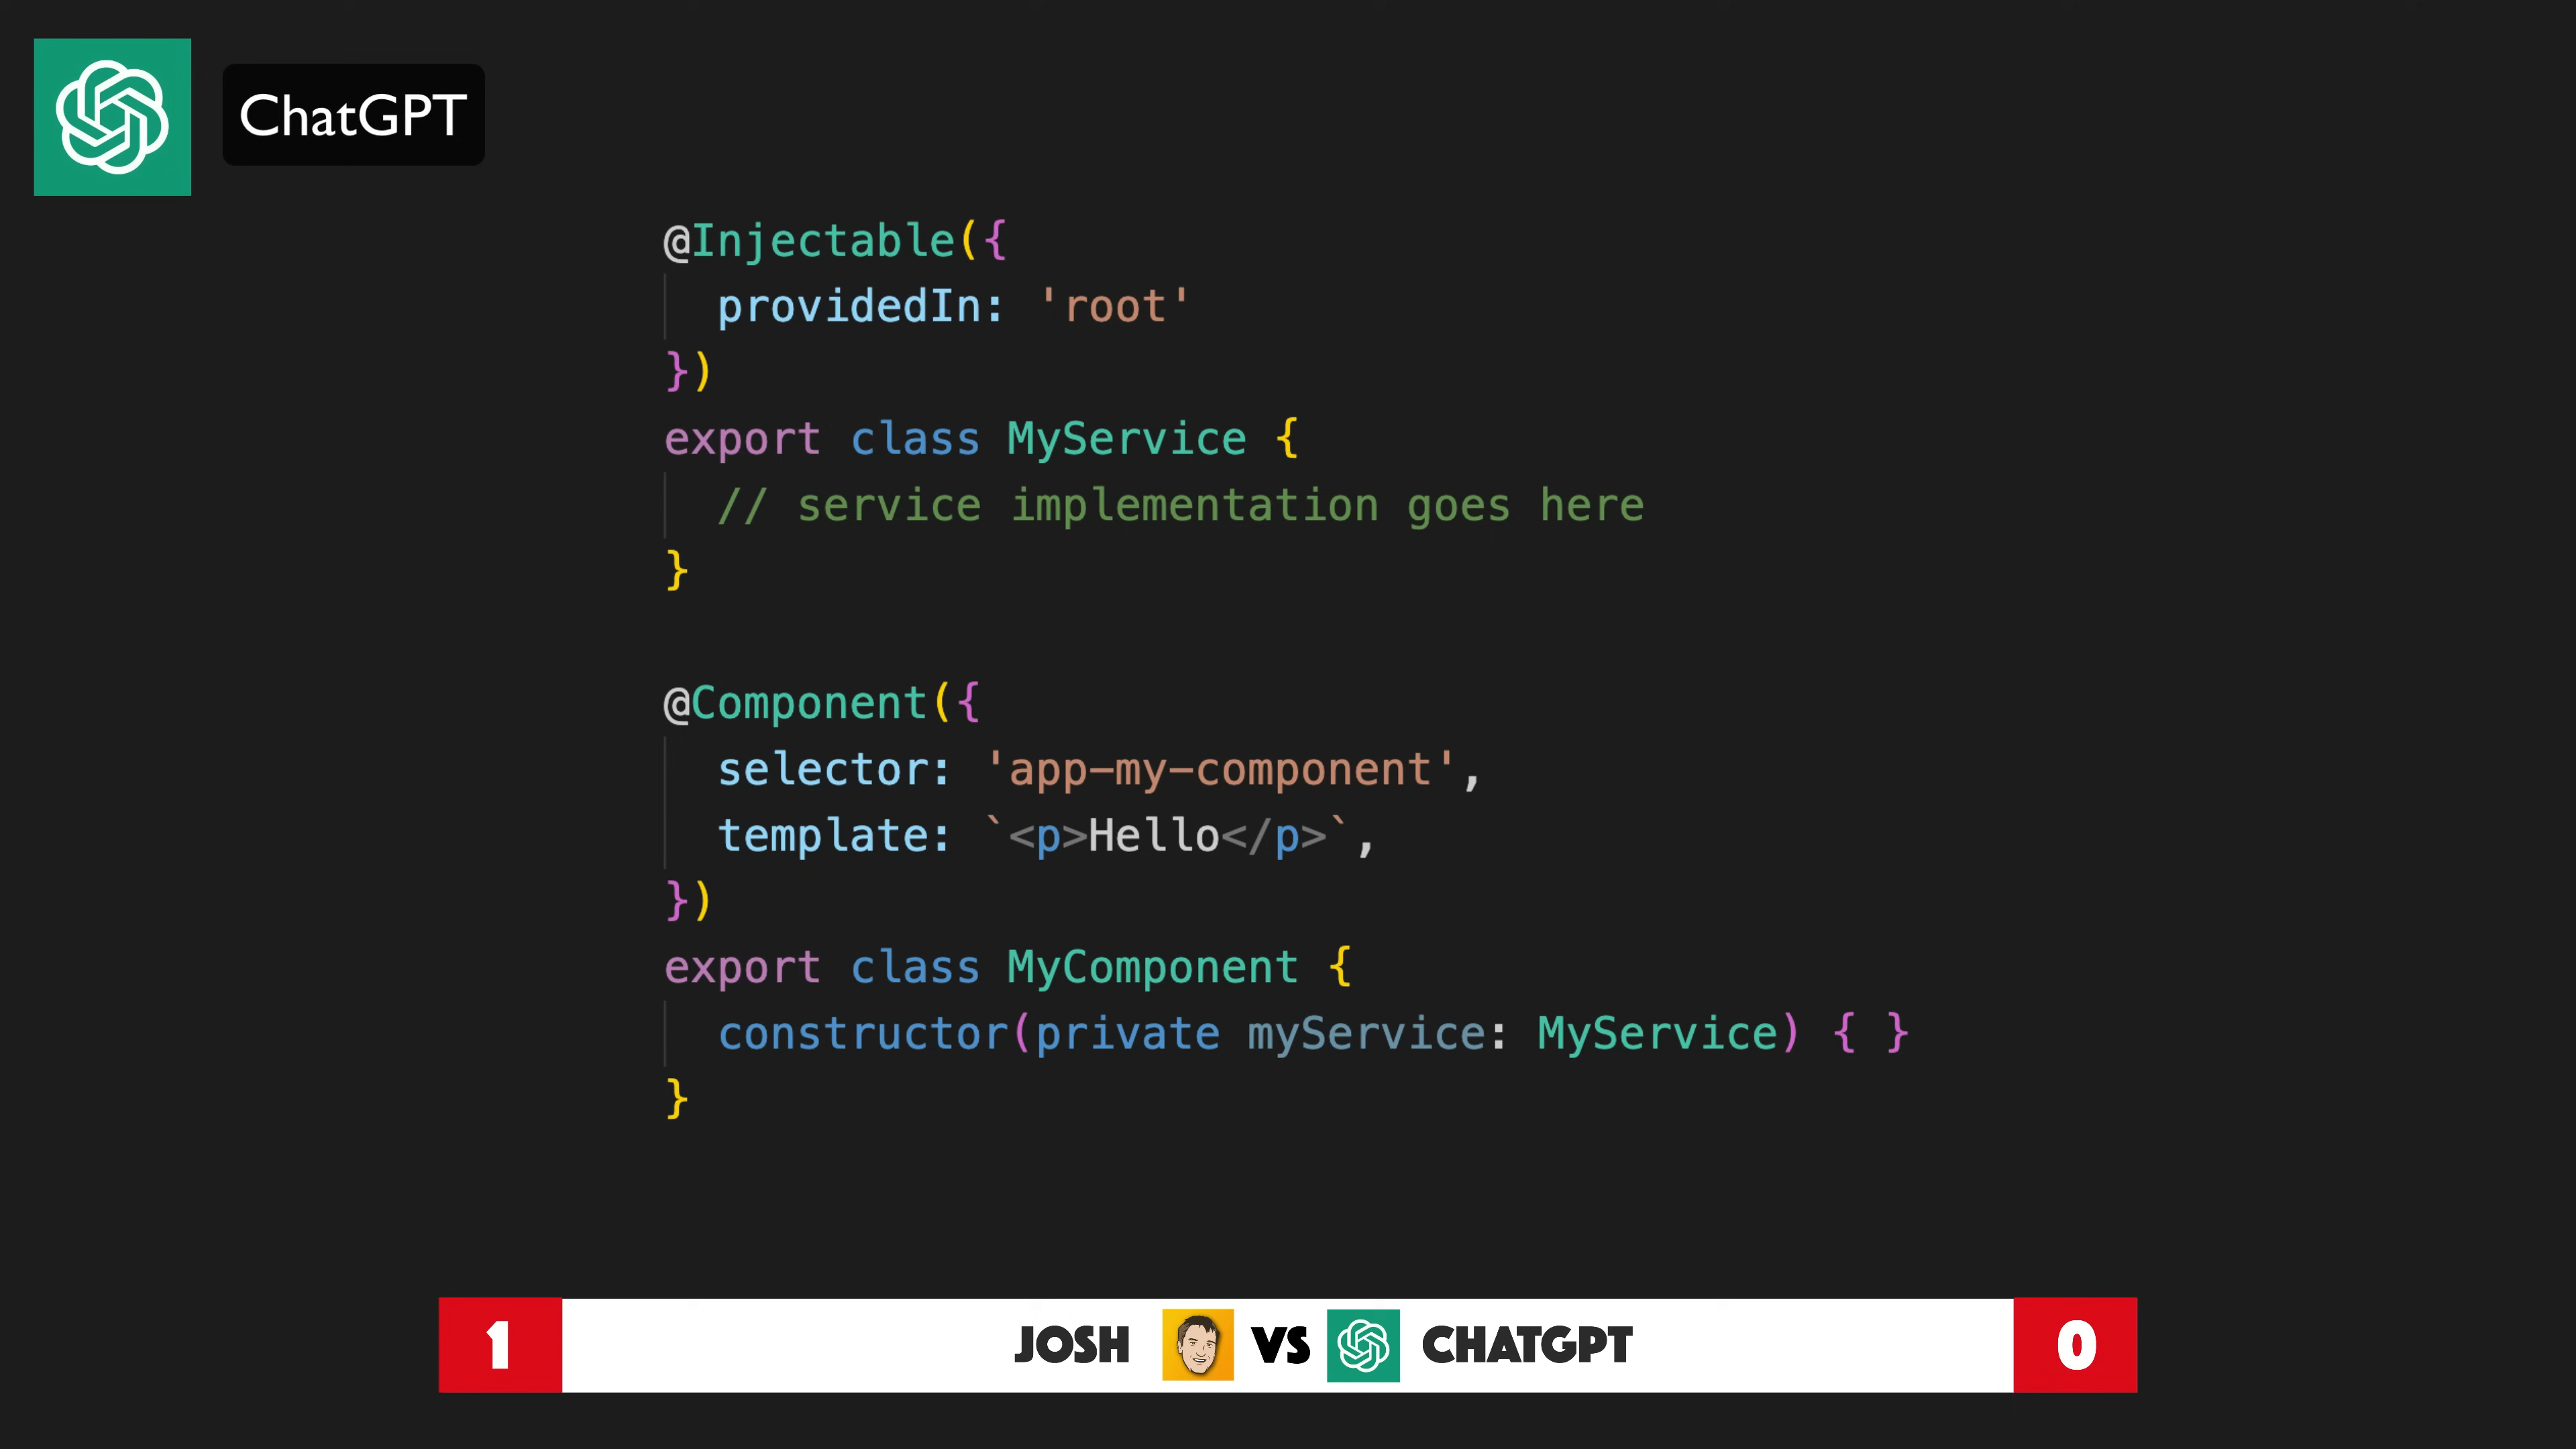 ChatGPT
@Injectable({
  providedIn: 'root'
})
export class MyService {
  // service implementation goes here
}
@Component({
  selector: 'app-my-component',
  template: `<p>Hello</p>`,
})
export class MyComponent {
  constructor(private myService: MyService) { }
}
1 JOSH VS CHATGPT 0